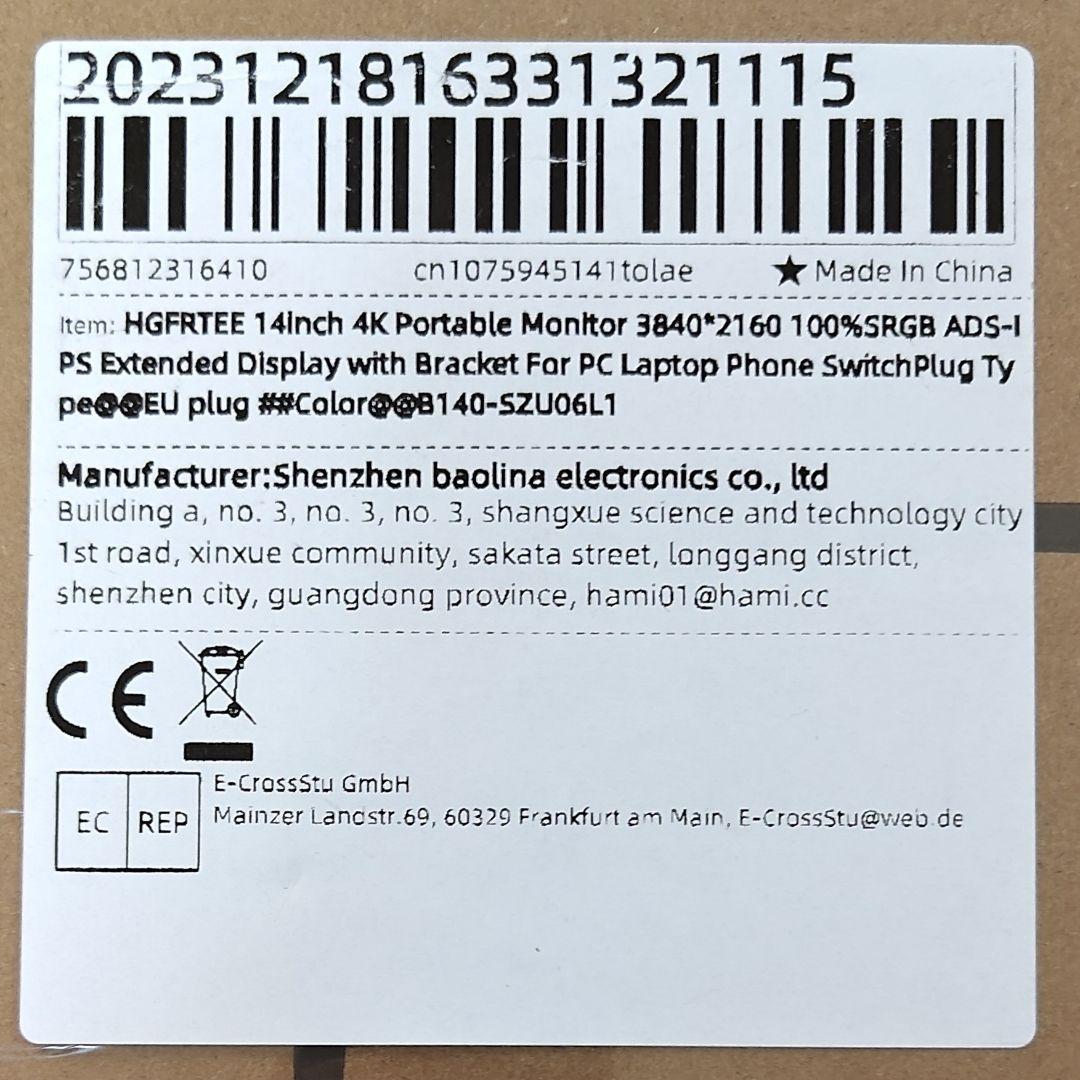 2023121816331321115
756812316410 cn1075945141tolae ★Made In China
Item: HGFRTEE 14inch 4K Portable Monitor 3840*2160 100%SRGB ADS-I
PS Extended Display with Bracket For PC Laptop Phone SwitchPlug Ty
pe@@EU plug ##Color@@B140-SZU06L1
Manufacturer:Shenzhen baolina electronics co., ltd
Building a, no. 3, no. 3, no. 3, shangxue science and technology city
1st road, xinxue community, sakata street, longgang district,
shenzhen city, guangdong province, hami01@hami.cc
CE
EC REP
E-CrossStu GmbH
Mainzer Landstr.69, 60329 Frankfurt am Main, E-CrossStu@web.de